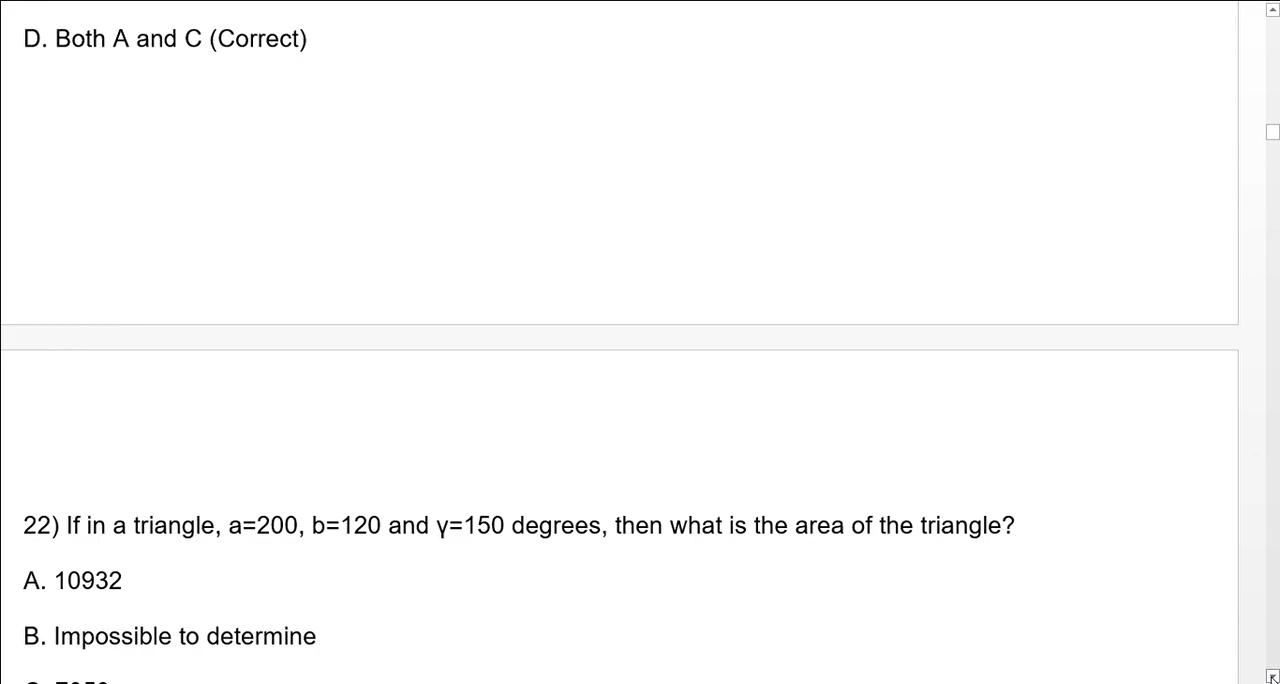 D. Both A and C (Correct)
22) If in a triangle, a=200, b=120 and γ=150 degrees, then what is the area of the triangle?
A. 10932
B. Impossible to determine